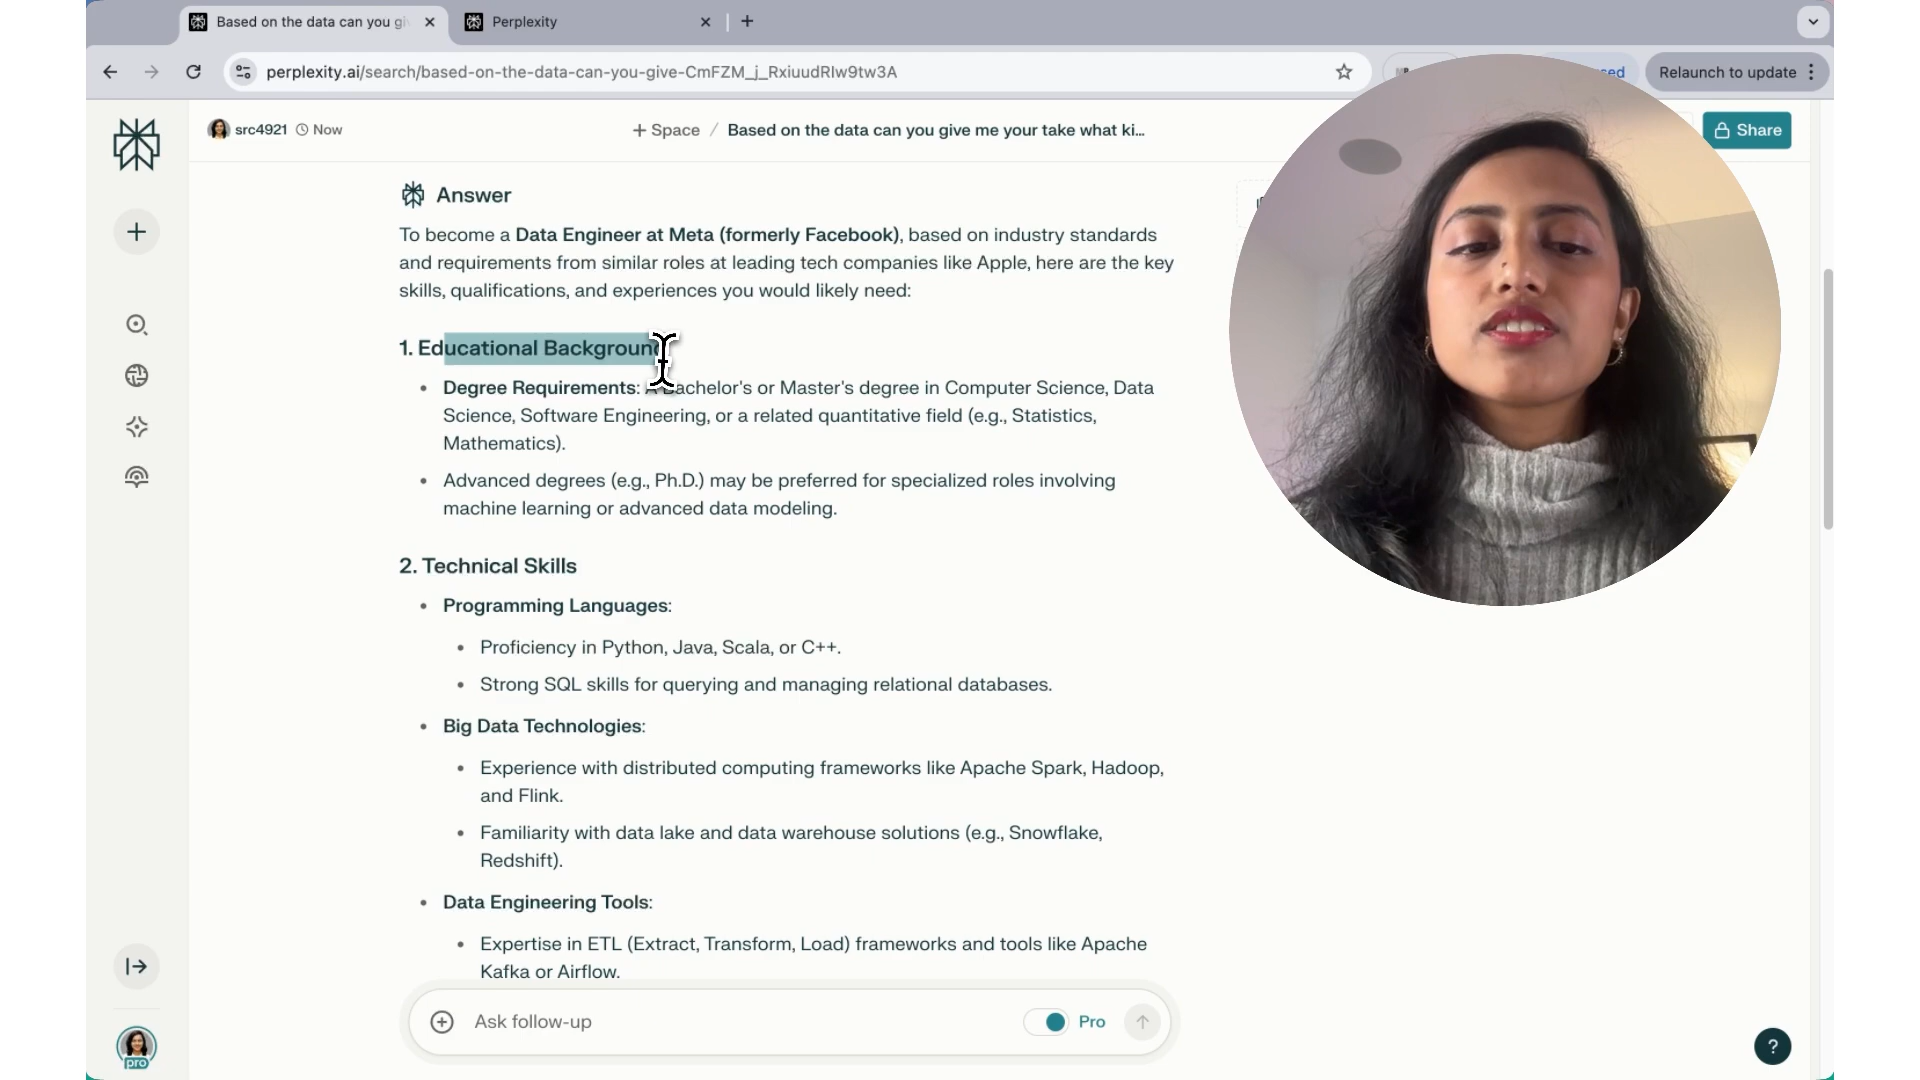 Based on the data can you gi
Perplexity
perplexity.ai/search/based-on-the-data-can-you-give-CmFZM_j_RxiuudRIw9tw3A
Relaunch to update
src4921 Now
Space / Based on the data can you give me your take what ki...
Share
Answer
To become a Data Engineer at Meta (formerly Facebook), based on industry standards
and requirements from similar roles at leading tech companies like Apple, here are the key
skills, qualifications, and experiences you would likely need:
1. Educational Background
• Degree Requirements: A Bachelor's or Master's degree in Computer Science, Data
Science, Software Engineering, or a related quantitative field (e.g., Statistics,
Mathematics).
• Advanced degrees (e.g., Ph.D.) may be preferred for specialized roles involving
machine learning or advanced data modeling.
2. Technical Skills
• Programming Languages:
• Proficiency in Python, Java, Scala, or C++.
• Strong SQL skills for querying and managing relational databases.
• Big Data Technologies:
• Experience with distributed computing frameworks like Apache Spark, Hadoop,
and Flink.
• Familiarity with data lake and data warehouse solutions (e.g., Snowflake,
Redshift).
• Data Engineering Tools:
• Expertise in ETL (Extract, Transform, Load) frameworks and tools like Apache
Kafka or Airflow.
Ask follow-up
Pro
pro
?